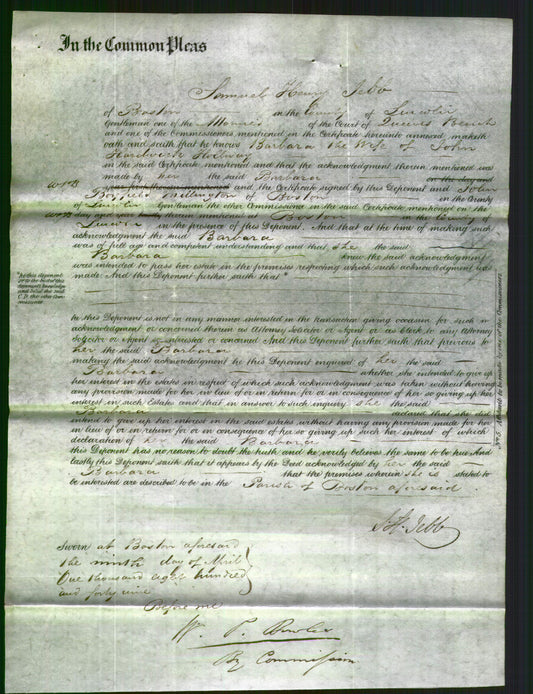 In the Common Pleas
Samuel Henry Jebb
of Boston in the County of Lincoln
Gentleman one of the Attornies of the Court of Queens Bench
and one of the Commissioners mentioned in the Certificate hereunto annexed maketh
oath and saith that he knows Barbara the Wife of John
Hardwick Holway
in the said Certificate mentioned and that the acknowledgment therein mentioned was
made by her the said Barbara on the day and
and the Certificate signed by this Deponent and John
of Boston in the County
of Lincoln Gentleman the other Commissioner in the said Certificate mentioned on the
day and year therein mentioned at Boston in the County of
Lincoln in the presence of this Deponent. And that at the time of making such
acknowledgment the said Barbara
was of full age and competent understanding and that she the said
Barbara knew the said acknowledgment
was intended to pass her estate in the premises respecting which such acknowledgment was
made And this Deponent further saith that*
he this Deponent is not in any manner interested in the transaction giving occasion for such in
acknowledgment or concerned therein as Attorney Solicitor or Agent or as Clerk to any Attorney
Solicitor or Agent so interested or concerned And this Deponent further saith that previous to
her the said Barbara
making the said acknowledgment he this Deponent enquired of her the said
Barbara whether she intended to give up
her interest in the estates in respect of which such acknowledgment was taken without having
any provision made for her in lieu of or in return for or in consequence of her so giving up her
interest in such Estates and that in answer to such inquiry she the said
Barbara declared that she did
intend to give up her interest in the said estates without having any provision made for her
in lieu of or in return for or in consequence of her so giving up such her interest of which
declaration of her the said Barbara
this Deponent has no reason to doubt the truth and he verily believes the same to be true And
lastly this Deponent saith that it appears by the Deed acknowledged by her the said
Barbara that the premises wherein she is stated to
be interested are described to be in the Parish of Boston aforesaid
S. H. Jebb
Sworn at Boston aforesaid
the ninth day of April
One thousand eight hundred
and forty nine
Before me
Wm. P. Bowler
By Commission